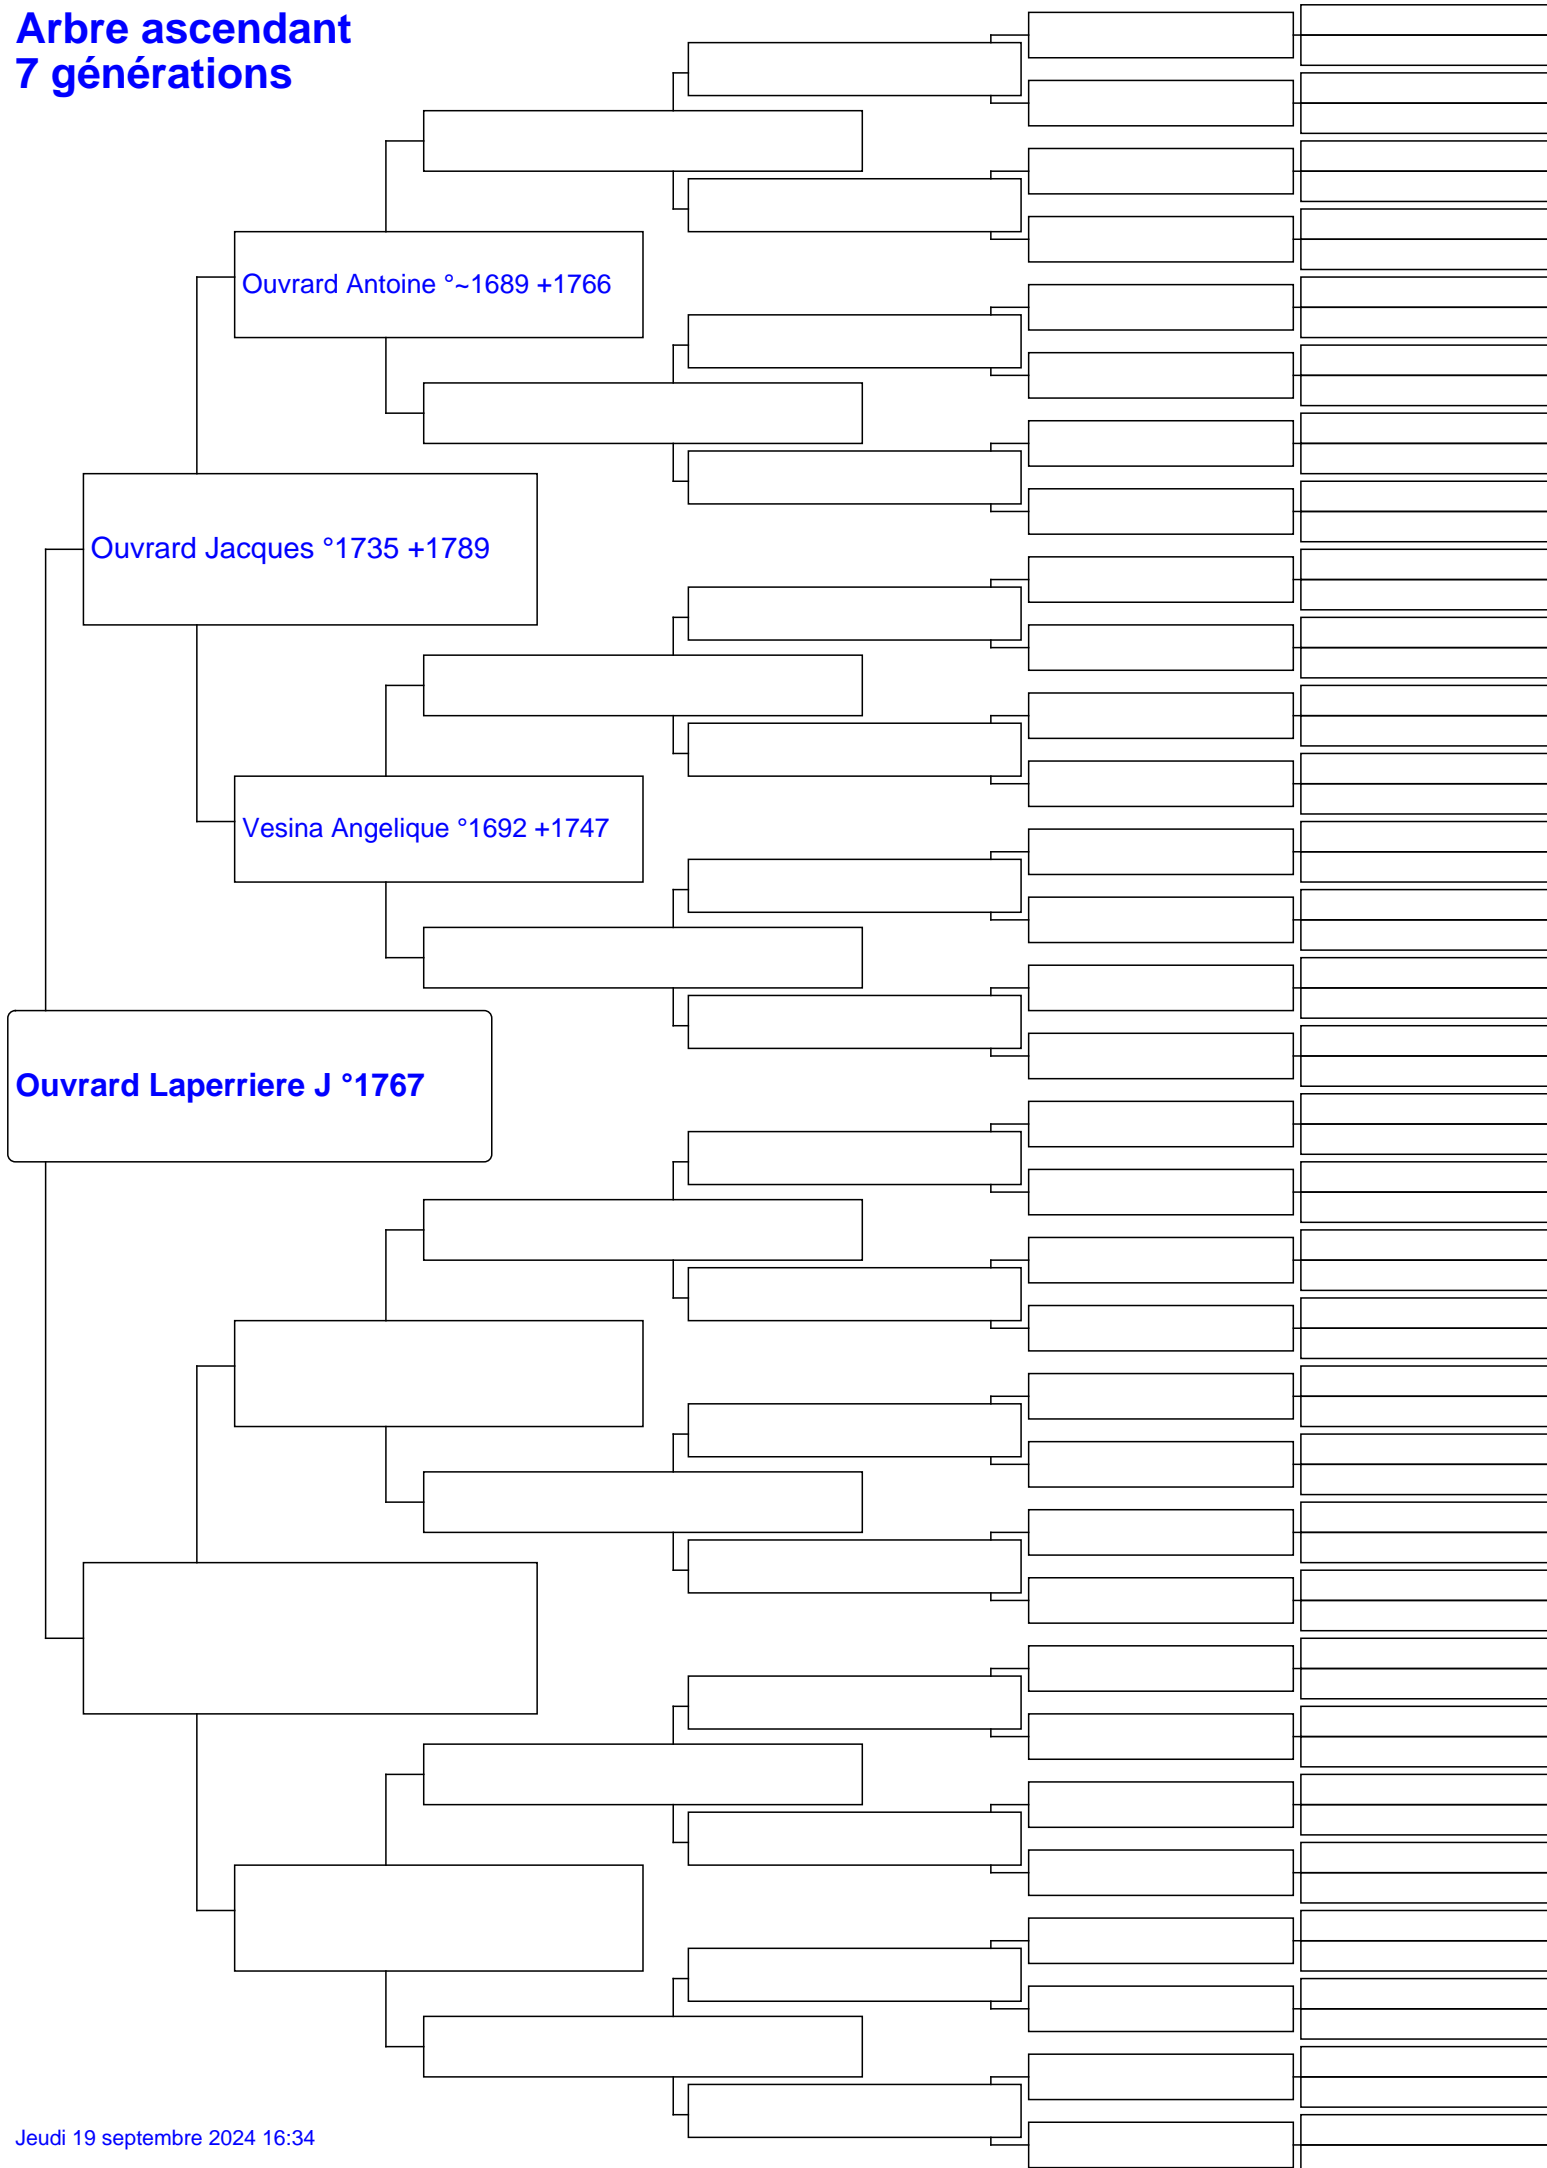 Arbre ascendant
7 générations
Ouvrard Antoine °~1689 +1766
Ouvrard Jacques °1735 +1789
Vesina Angelique °1692 +1747
Ouvrard Laperriere J °1767
Jeudi 19 septembre 2024 16:34